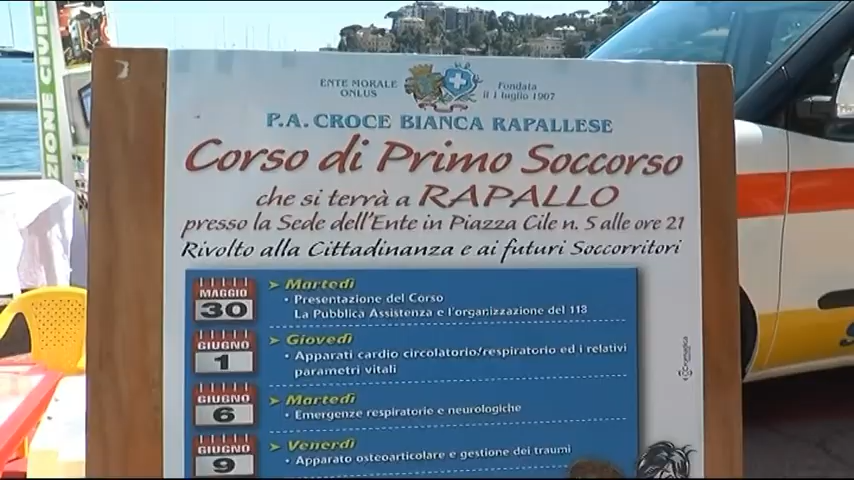 ZIONE CIVILE
ENTE MORALE
ONLUS
Fondata
il 1 luglio 1907
P.A. CROCE BIANCA RAPALLESE
Corso di Primo Soccorso
che si terrà a RAPALLO
presso la Sede dell'Ente in Piazza Cile n. 5 alle ore 21
Rivolto alla Cittadinanza e ai futuri Soccorritori
MAGGIO
30
➤ Martedì
• Presentazione del Corso
La Pubblica Assistenza e l'organizzazione del 118
GIUGNO
1
➤ Giovedì
• Apparati cardio circolatorio/respiratorio ed i relativi
parametri vitali
GIUGNO
6
➤ Martedì
• Emergenze respiratorie e neurologiche
GIUGNO
9
➤ Venerdì
• Apparato osteoarticolare e gestione dei traumi